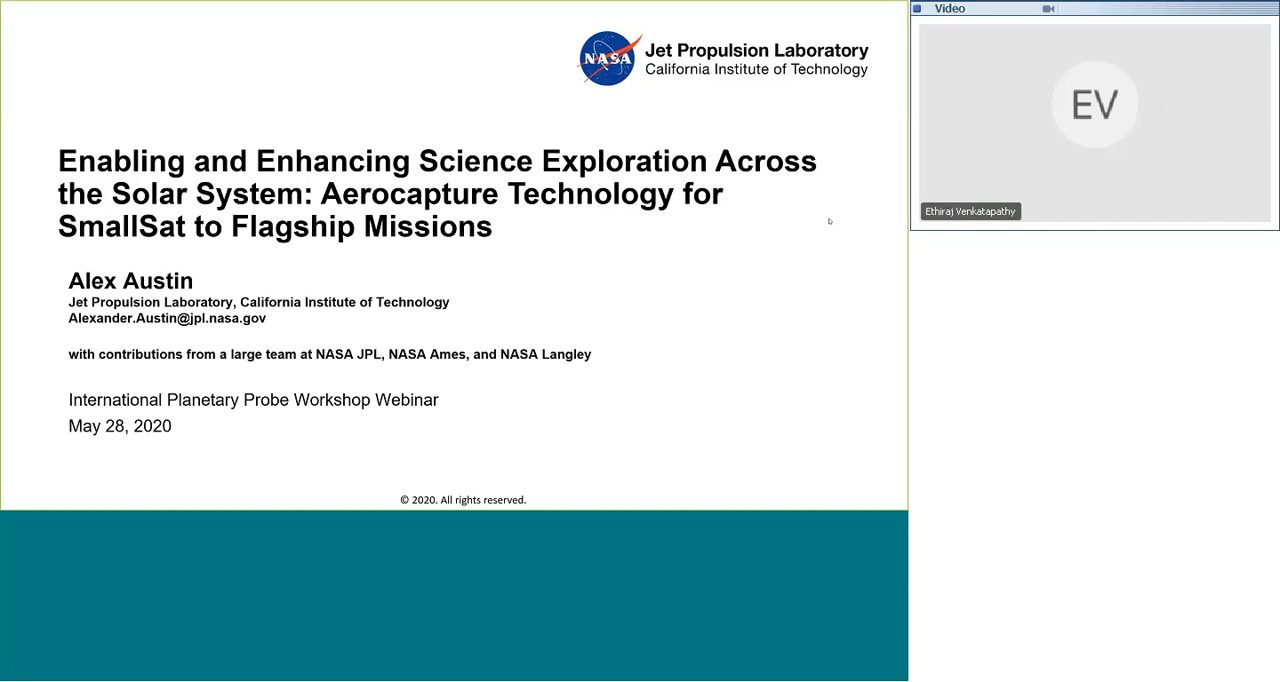 Video
NASA
Jet Propulsion Laboratory
California Institute of Technology
EV
Ethiraj Venkatapathy
Enabling and Enhancing Science Exploration Across
the Solar System: Aerocapture Technology for
SmallSat to Flagship Missions
Alex Austin
Jet Propulsion Laboratory, California Institute of Technology
Alexander.Austin@jpl.nasa.gov
with contributions from a large team at NASA JPL, NASA Ames, and NASA Langley
International Planetary Probe Workshop Webinar
May 28, 2020
© 2020. All rights reserved.